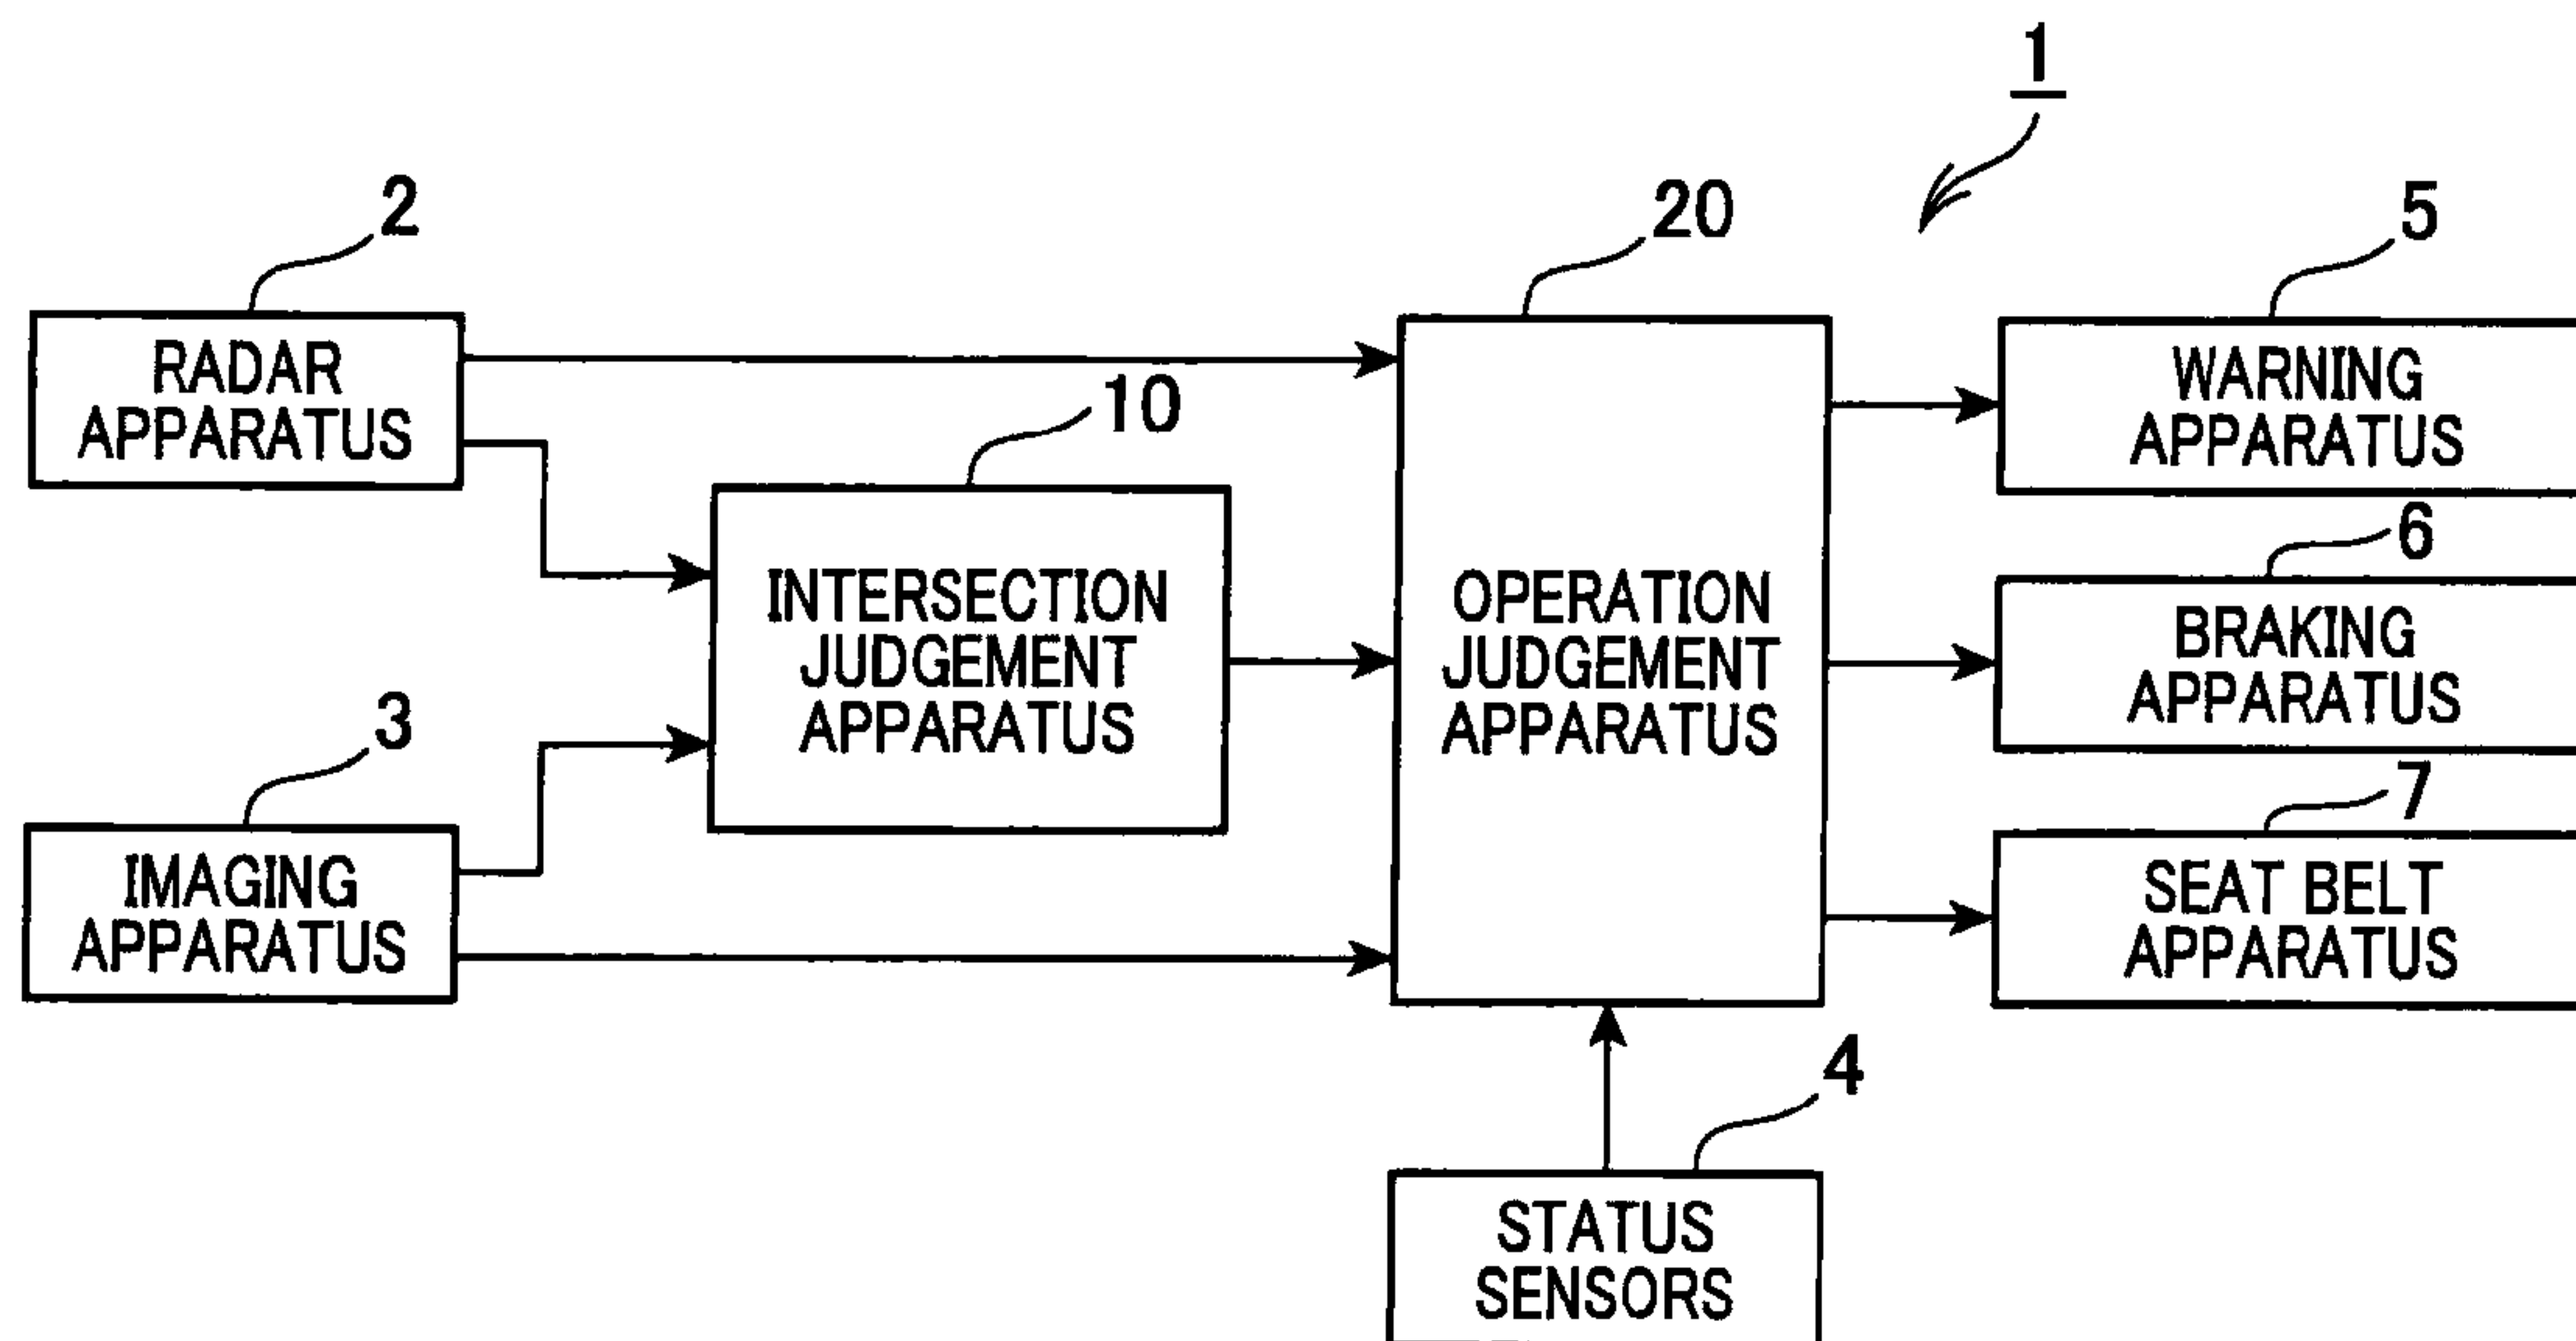 1
2
RADAR
APPARATUS
3
IMAGING
APPARATUS
10
INTERSECTION
JUDGEMENT
APPARATUS
20
OPERATION
JUDGEMENT
APPARATUS
4
STATUS
SENSORS
5
WARNING
APPARATUS
6
BRAKING
APPARATUS
7
SEAT BELT
APPARATUS